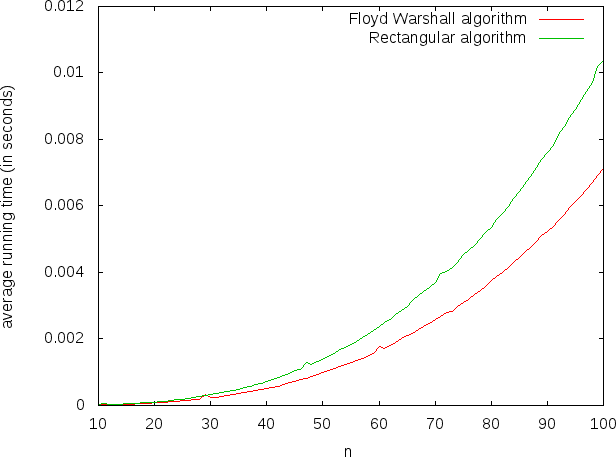 Floyd Warshall algorithm
Rectangular algorithm
average running time (in seconds)
0.012
0.01
0.008
0.006
0.004
0.002
0
10 20 30 40 50 60 70 80 90 100
n